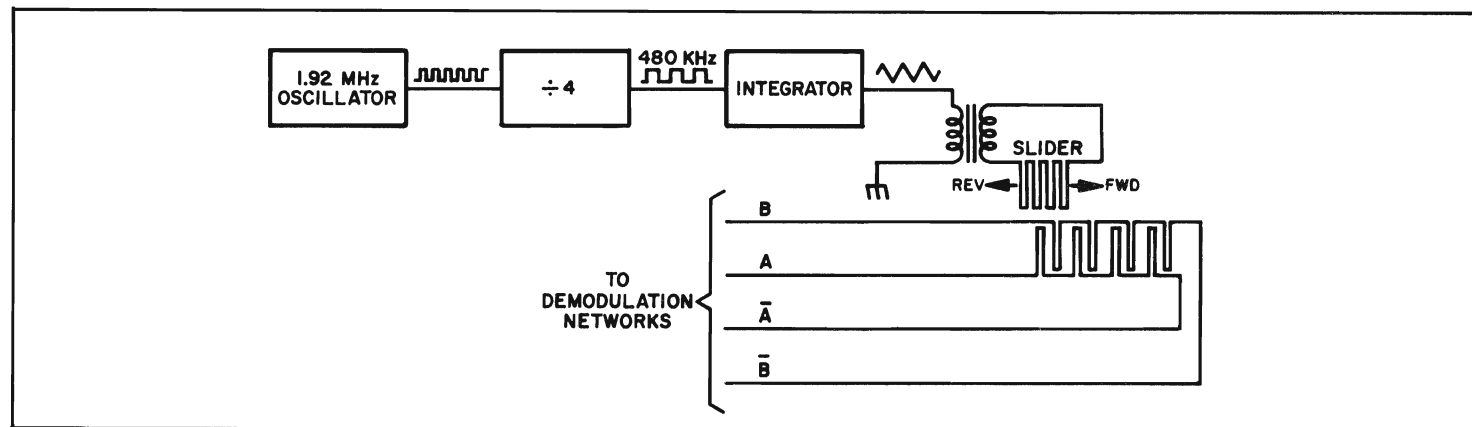 1.92 MHz
OSCILLATOR
÷4
480 KHz
INTEGRATOR
SLIDER
REV
FWD
B
A
TO
DEMODULATION
NETWORKS
A̅
B̅